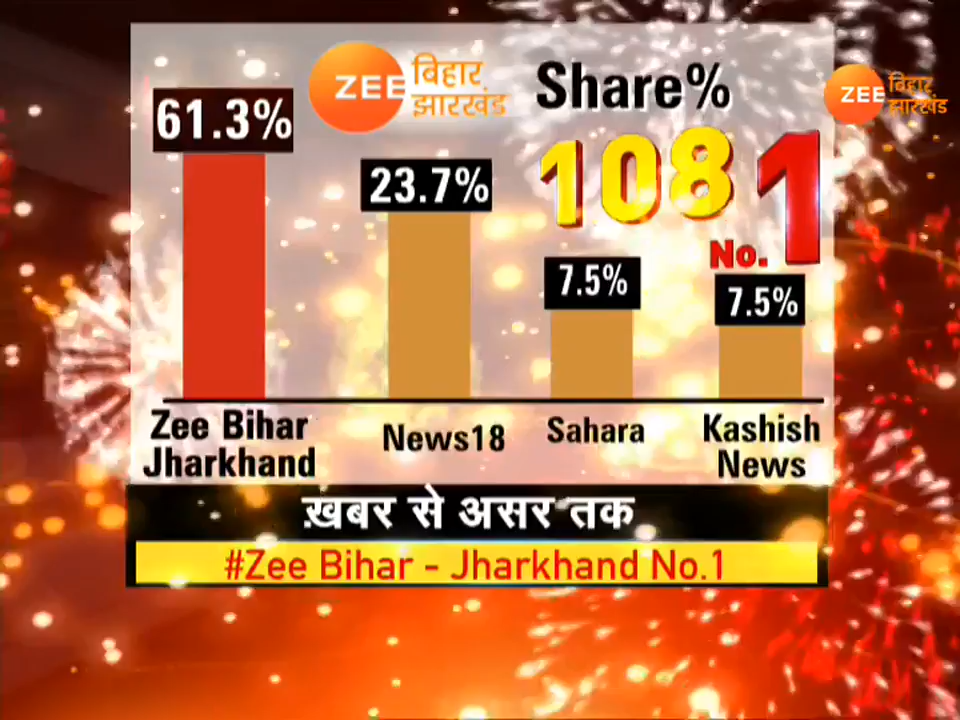 61.3%
ZEE बिहार झारखंड
Share%
ZEE बिहार झारखंड
23.7%
108
No. 1
7.5%
7.5%
Zee Bihar
Jharkhand
News18
Sahara
Kashish
News
ख़बर से असर तक
#Zee Bihar - Jharkhand No.1